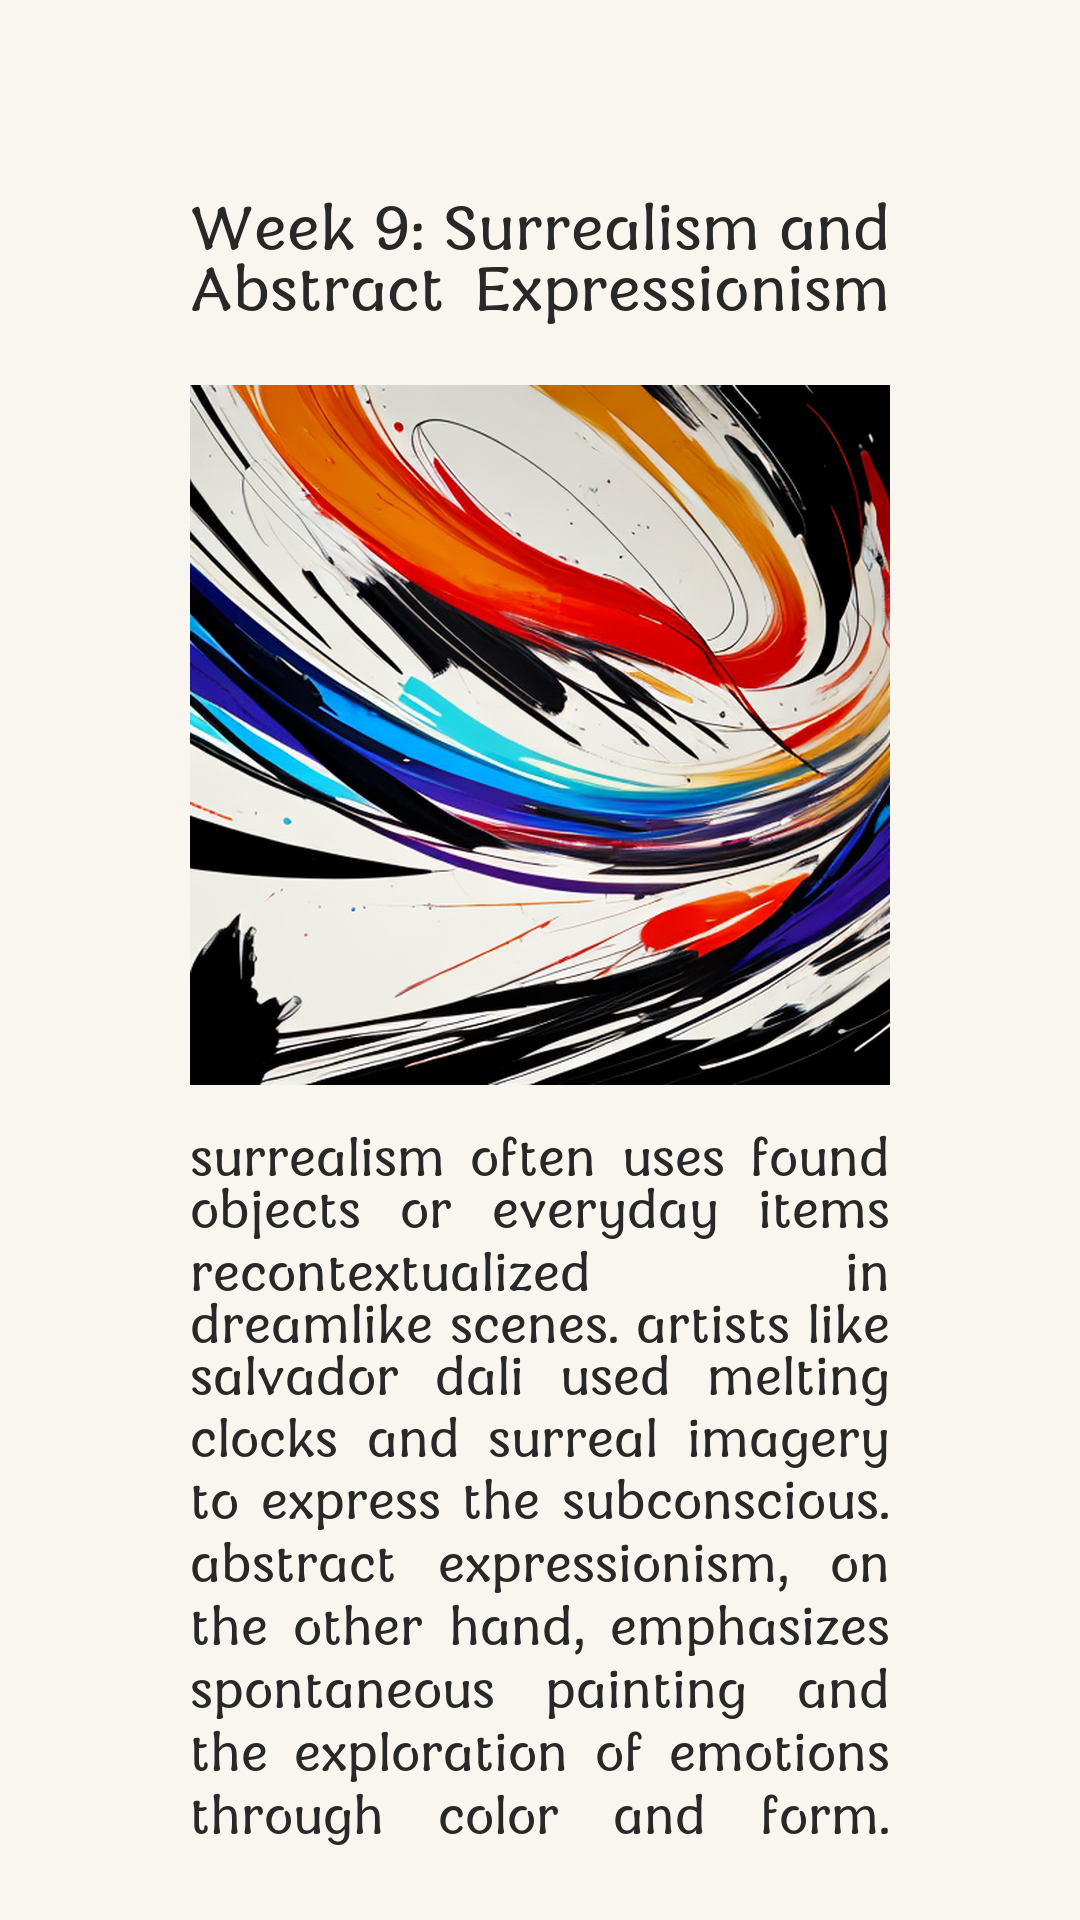 Week 9: Surrealism and
Abstract Expressionism
surrealism often uses found
objects or everyday items
recontextualized in
dreamlike scenes. artists like
salvador dali used melting
clocks and surreal imagery
to express the subconscious.
abstract expressionism, on
the other hand, emphasizes
spontaneous painting and
the exploration of emotions
through color and form.